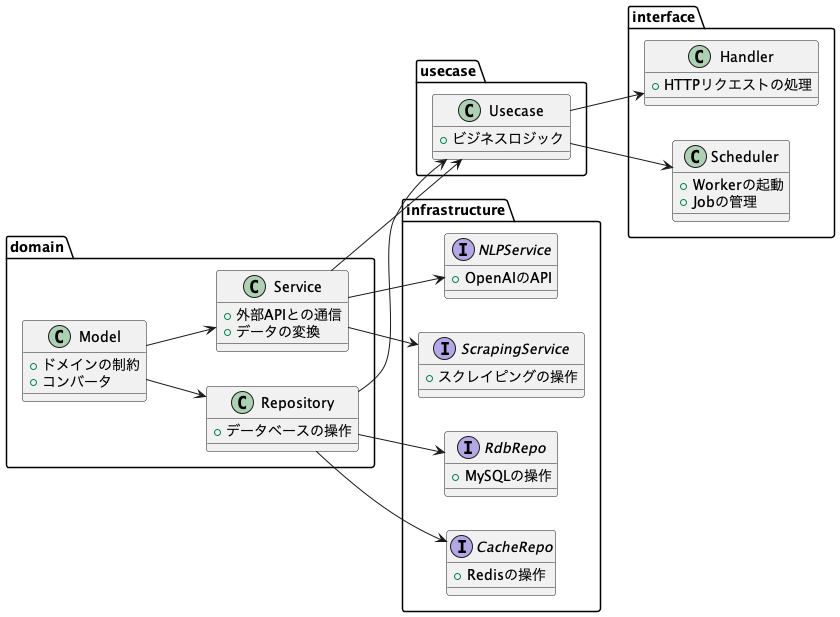 interface
C Handler
HTTPリクエストの処理
C Scheduler
Workerの起動
Jobの管理
usecase
C Usecase
ビジネスロジック
infrastructure
I NLPService
OpenAIのAPI
I ScrapingService
スクレイピングの操作
I RdbRepo
MySQLの操作
I CacheRepo
Redisの操作
domain
C Service
外部APIとの通信
データの変換
C Model
ドメインの制約
コンバータ
C Repository
データベースの操作